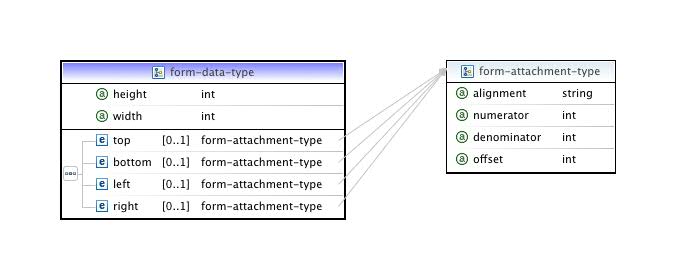 form-data-type
height int
width int
top [0..1] form-attachment-type
bottom [0..1] form-attachment-type
left [0..1] form-attachment-type
right [0..1] form-attachment-type
form-attachment-type
alignment string
numerator int
denominator int
offset int